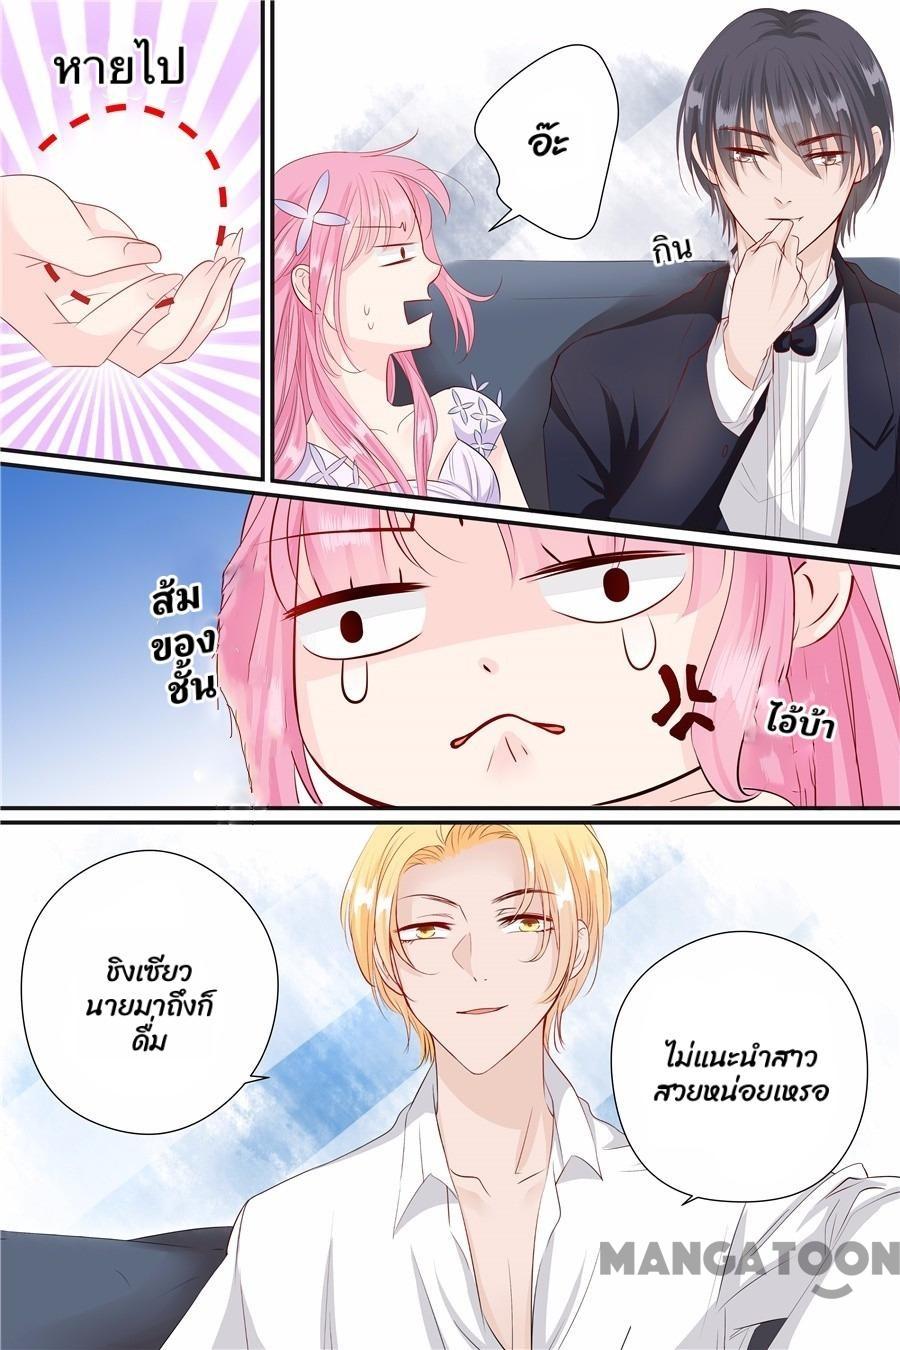 หายไป
อ๊ะ
กิน
ส้ม
ของ
ชั้น
ไอ้บ้า
ชิงเซียว
นายมาถึงก็
ดื่ม
ไม่แนะนำสาว
สวยหน่อยเหรอ
MANGATOON